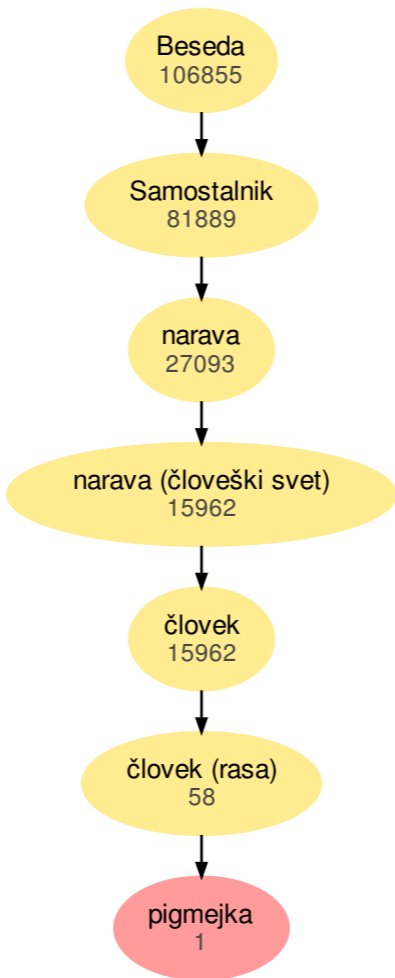 Beseda
106855
Samostalnik
81889
narava
27093
narava (človeški svet)
15962
človek
15962
človek (rasa)
58
pigmejka
1